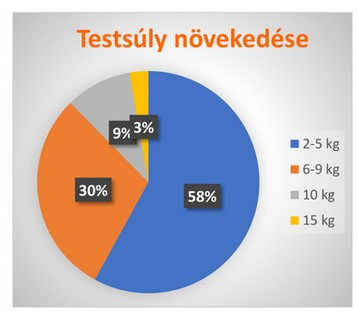 Testsúly növekedése
9%
3%
30%
58%
2-5 kg
6-9 kg
10 kg
15 kg